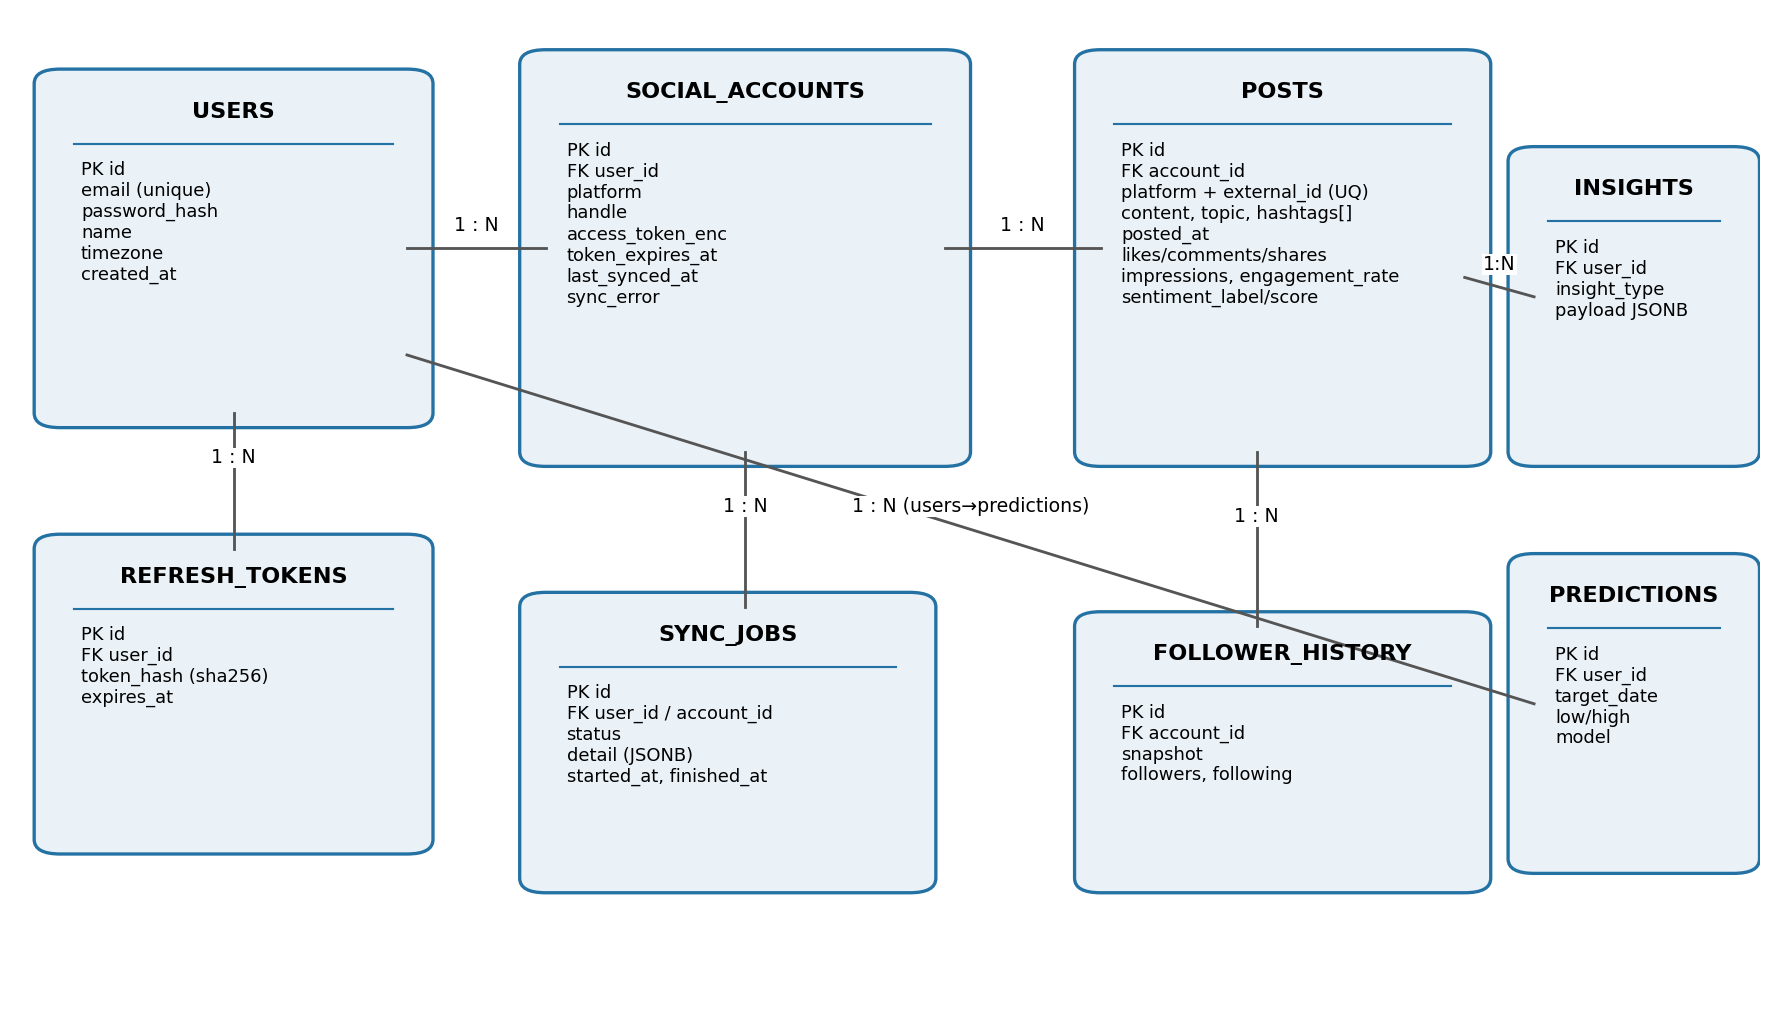 USERS
PK id
email (unique)
password_hash
name
timezone
created_at
1 : N
SOCIAL_ACCOUNTS
PK id
FK user_id
platform
handle
access_token_enc
token_expires_at
last_synced_at
sync_error
1 : N
POSTS
PK id
FK account_id
platform + external_id (UQ)
content, topic, hashtags[]
posted_at
likes/comments/shares
impressions, engagement_rate
sentiment_label/score
1:N
INSIGHTS
PK id
FK user_id
insight_type
payload JSONB
1 : N
1 : N
1 : N (users→predictions)
1 : N
REFRESH_TOKENS
PK id
FK user_id
token_hash (sha256)
expires_at
SYNC_JOBS
PK id
FK user_id / account_id
status
detail (JSONB)
started_at, finished_at
FOLLOWER_HISTORY
PK id
FK account_id
snapshot
followers, following
PREDICTIONS
PK id
FK user_id
target_date
low/high
model